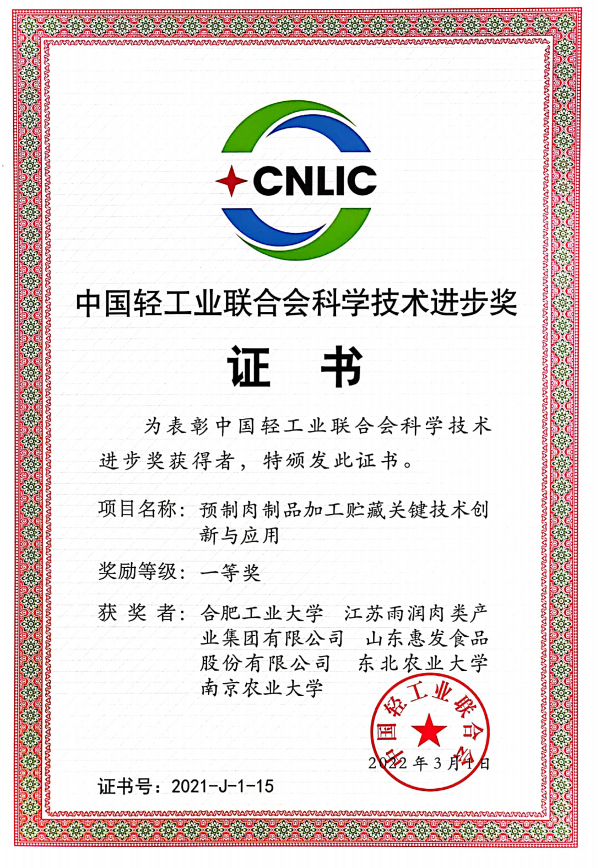 CNLIC
中国轻工业联合会科学技术进步奖
证 书
为表彰中国轻工业联合会科学技术
进步奖获得者，特颁发此证书。
项目名称：预制肉制品加工贮藏关键技术创
新与应用
奖励等级：一等奖
获 奖 者：合肥工业大学 江苏雨润肉类产
业集团有限公司 山东惠发食品
股份有限公司 东北农业大学
南京农业大学
中国轻工业联合会
2022年3月1日
证书号：2021-J-1-15